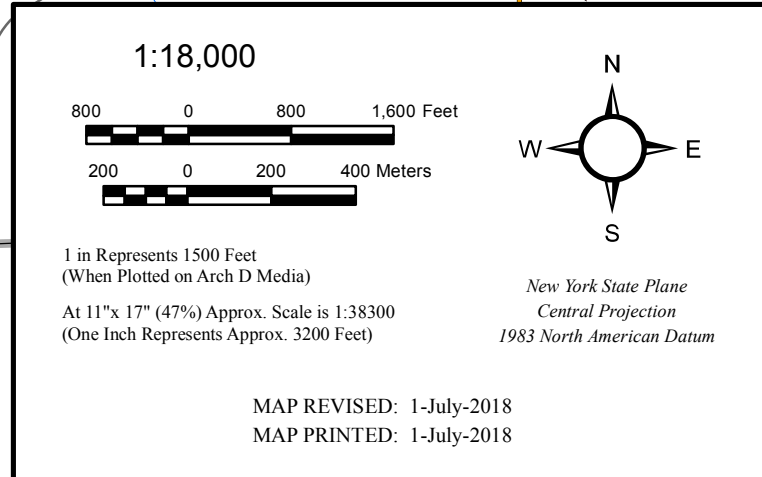 1:18,000
800 0 800 1,600 Feet
200 0 200 400 Meters
1 in Represents 1500 Feet
(When Plotted on Arch D Media)
At 11"x 17" (47%) Approx. Scale is 1:38300
(One Inch Represents Approx. 3200 Feet)
N
W E
S
New York State Plane
Central Projection
1983 North American Datum
MAP REVISED: 1-July-2018
MAP PRINTED: 1-July-2018